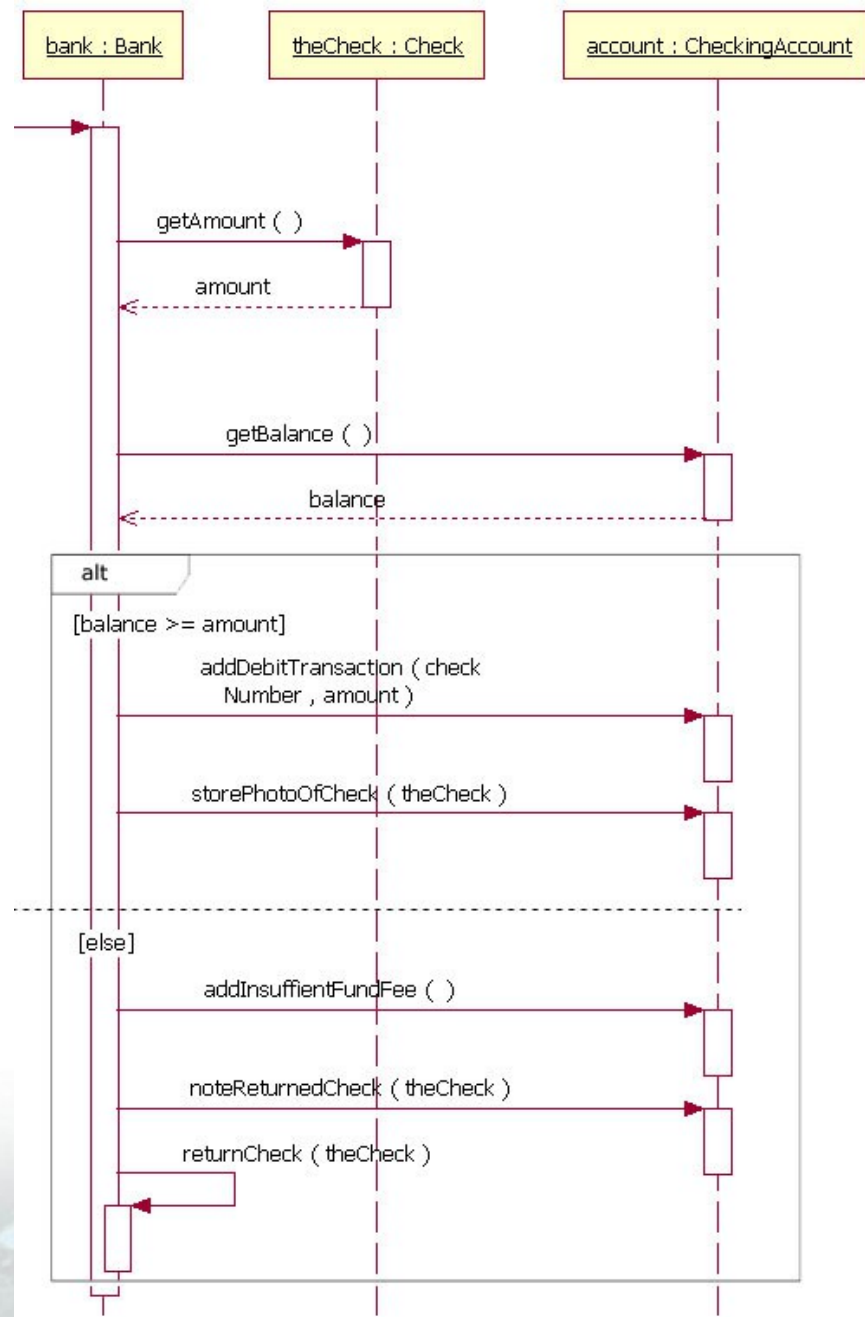 bank : Bank
theCheck : Check
account : CheckingAccount
getAmount ( )
amount
getBalance ( )
balance
alt
[balance >= amount]
addDebitTransaction ( check
Number , amount )
storePhotoOfCheck ( theCheck )
[else]
addInsuffientFundFee ( )
noteReturnedCheck ( theCheck )
returnCheck ( theCheck )